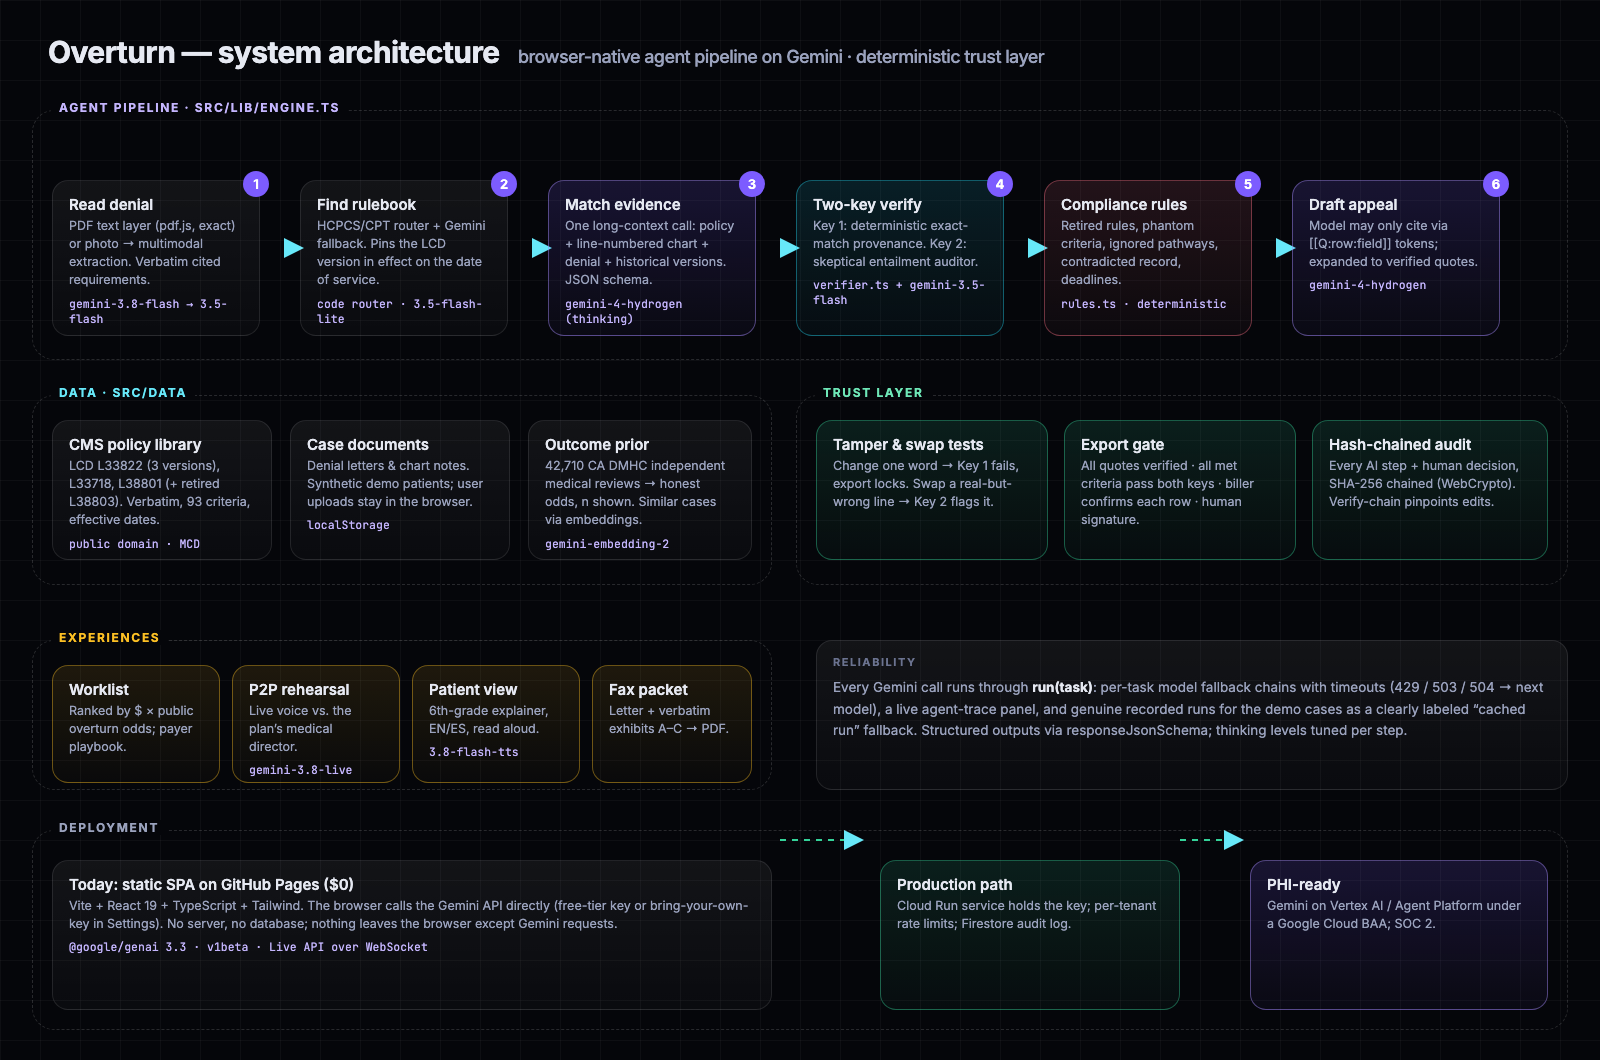 Overturn — system architecture browser-native agent pipeline on Gemini · deterministic trust layer
AGENT PIPELINE · SRC/LIB/ENGINE.TS
1
Read denial
PDF text layer (pdf.js, exact)
or photo → multimodal
extraction. Verbatim cited
requirements.
gemini-3.8-flash → 3.5-
flash
2
Find rulebook
HCPCS/CPT router + Gemini
fallback. Pins the LCD
version in effect on the date
of service.
code router · 3.5-flash-
lite
3
Match evidence
One long-context call: policy
+ line-numbered chart +
denial + historical versions.
JSON schema.
gemini-4-hydrogen
(thinking)
4
Two-key verify
Key 1: deterministic exact-
match provenance. Key 2:
skeptical entailment auditor.
verifier.ts + gemini-3.5-
flash
5
Compliance rules
Retired rules, phantom
criteria, ignored pathways,
contradicted record,
deadlines.
rules.ts · deterministic
6
Draft appeal
Model may only cite via
[[Q:row:field]] tokens;
expanded to verified quotes.
gemini-4-hydrogen
DATA · SRC/DATA
CMS policy library
LCD L33822 (3 versions),
L33718, L38801 (+ retired
L38803). Verbatim, 93 criteria,
effective dates.
public domain · MCD
Case documents
Denial letters & chart notes.
Synthetic demo patients; user
uploads stay in the browser.
localStorage
Outcome prior
42,710 CA DMHC independent
medical reviews → honest
odds, n shown. Similar cases
via embeddings.
gemini-embedding-2
TRUST LAYER
Tamper & swap tests
Change one word → Key 1 fails,
export locks. Swap a real-but-
wrong line → Key 2 flags it.
Export gate
All quotes verified · all met
criteria pass both keys · biller
confirms each row · human
signature.
Hash-chained audit
Every AI step + human decision,
SHA-256 chained (WebCrypto).
Verify-chain pinpoints edits.
EXPERIENCES
Worklist
Ranked by $ × public
overturn odds; payer
playbook.
P2P rehearsal
Live voice vs. the
plan's medical
director.
gemini-3.8-live
Patient view
6th-grade explainer,
EN/ES, read aloud.
3.8-flash-tts
Fax packet
Letter + verbatim
exhibits A–C → PDF.
RELIABILITY
Every Gemini call runs through run(task): per-task model fallback chains with timeouts (429 / 503 / 504 → next
model), a live agent-trace panel, and genuine recorded runs for the demo cases as a clearly labeled “cached
run” fallback. Structured outputs via responseJsonSchema; thinking levels tuned per step.
DEPLOYMENT
Today: static SPA on GitHub Pages ($0)
Vite + React 19 + TypeScript + Tailwind. The browser calls the Gemini API directly (free-tier key or bring-your-own-
key in Settings). No server, no database; nothing leaves the browser except Gemini requests.
@google/genai 3.3 · v1beta · Live API over WebSocket
Production path
Cloud Run service holds the key; per-tenant
rate limits; Firestore audit log.
PHI-ready
Gemini on Vertex AI / Agent Platform under
a Google Cloud BAA; SOC 2.